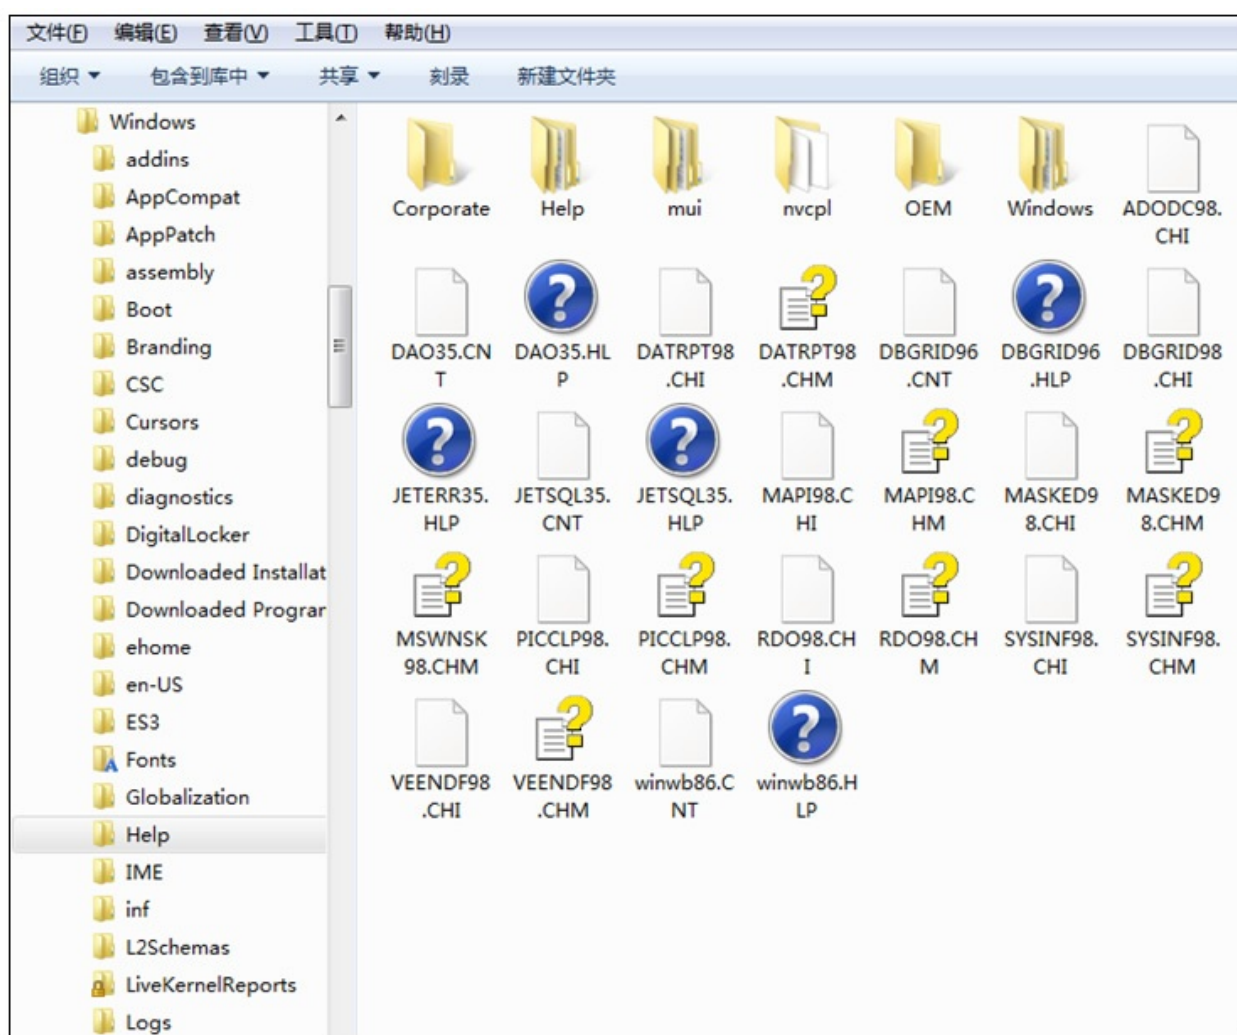 文件(F) 编辑(E) 查看(V) 工具(T) 帮助(H)
组织 包含到库中 共享 刻录 新建文件夹
Windows
addins
AppCompat
AppPatch
assembly
Boot
Branding
CSC
Cursors
debug
diagnostics
DigitalLocker
Downloaded Installat
Downloaded Program
ehome
en-US
ES3
Fonts
Globalization
Help
IME
inf
L2Schemas
LiveKernelReports
Logs
Corporate Help mui nvcpl OEM Windows ADODC98.
CHI
DAO35.CN DAO35.HL DATRPT98 DATRPT98 DBGRID96 DBGRID96 DBGRID98
T P .CHI .CHM .CNT .HLP .CHI
JETERR35. JETSQL35. JETSQL35. MAPI98.C MAPI98.C MASKED9 MASKED9
HLP CNT HLP HI HM 8.CHI 8.CHM
MSWNSK PICCLP98. PICCLP98. RDO98.CH RDO98.CH SYSINF98. SYSINF98.
98.CHM CHI CHM I M CHI CHM
VEENDF98 VEENDF98 winwb86.C winwb86.H
.CHI .CHM NT LP